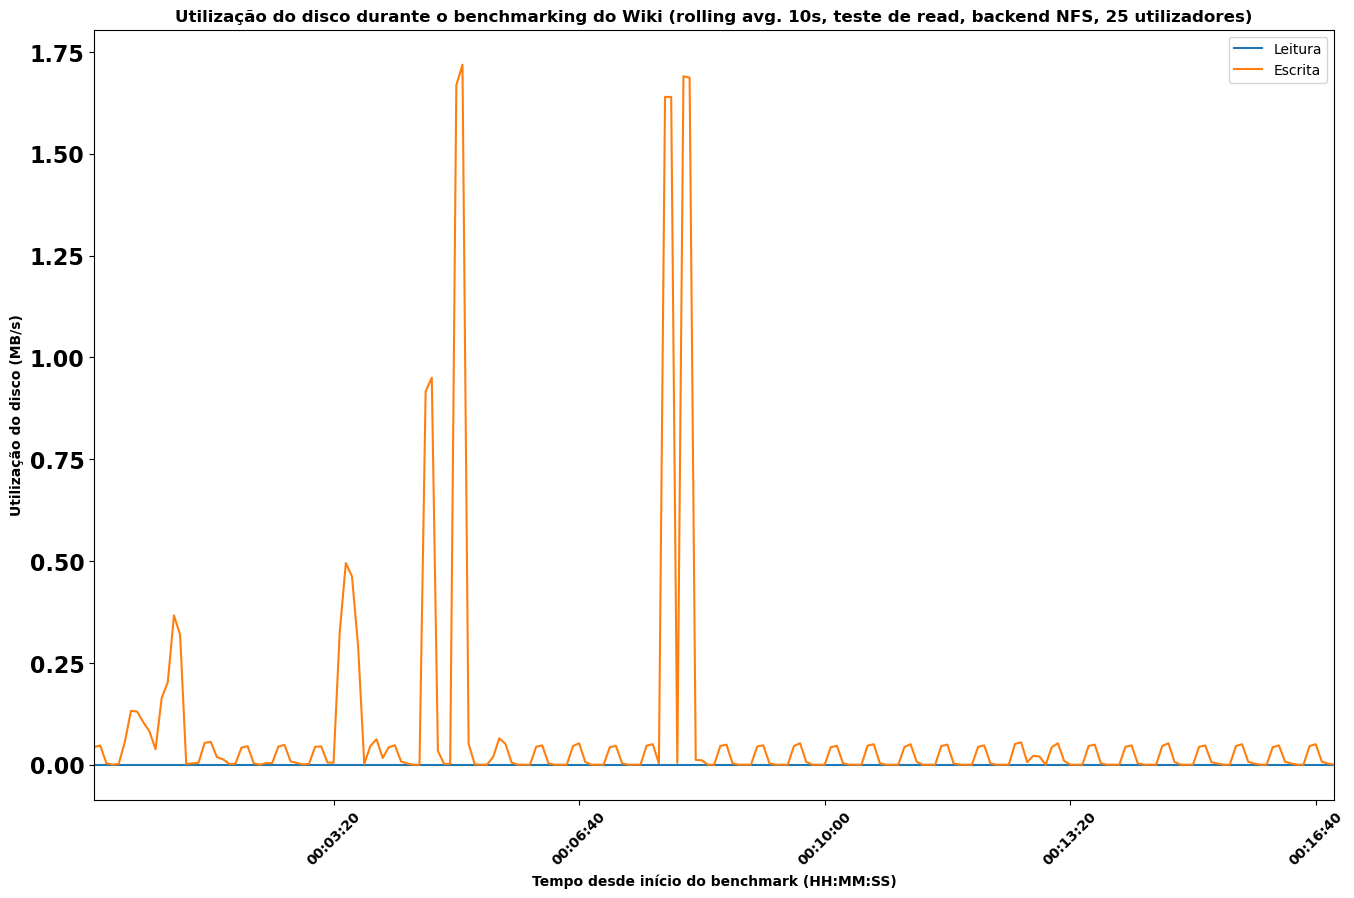 Utilização do disco durante o benchmarking do Wiki (rolling avg. 10s, teste de read, backend NFS, 25 utilizadores)
Leitura
Escrita
Utilização do disco (MB/s)
1.75
1.50
1.25
1.00
0.75
0.50
0.25
0.00
00:03:20
00:06:40
00:10:00
00:13:20
00:16:40
Tempo desde início do benchmark (HH:MM:SS)